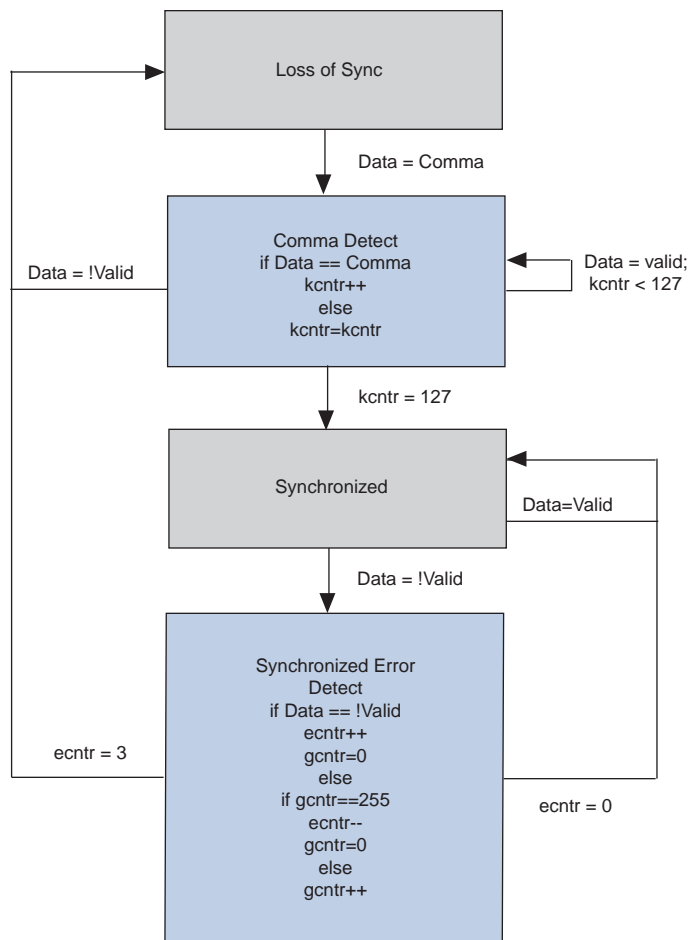 Loss of Sync
Data = Comma
Comma Detect
if Data == Comma
kcntr++
else
kcntr=kcntr
Data = !Valid
Data = valid;
kcntr < 127
kcntr = 127
Synchronized
Data=Valid
Data = !Valid
Synchronized Error
Detect
if Data == !Valid
ecntr++
gcntr=0
else
if gcntr==255
ecntr--
gcntr=0
else
gcntr++
ecntr = 3
ecntr = 0